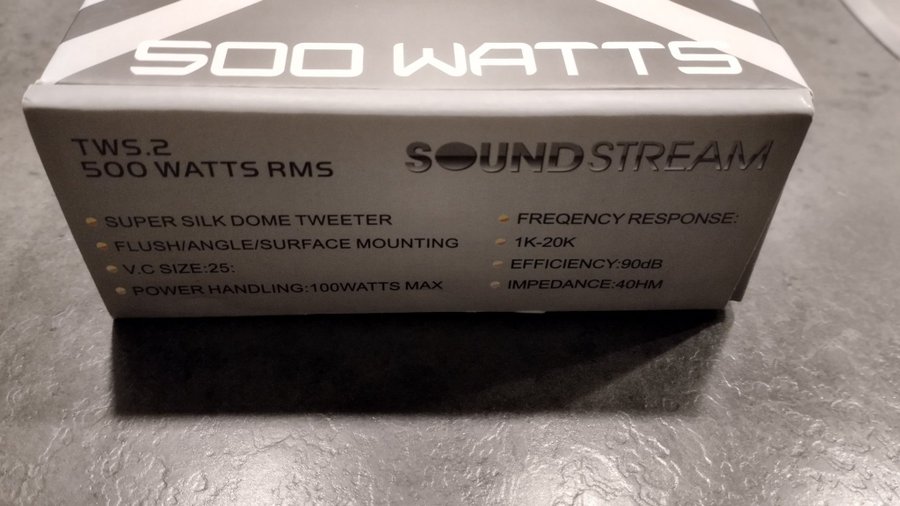 500 WATTS
TWS.2
500 WATTS RMS
SOUNDSTREAM
SUPER SILK DOME TWEETER
FLUSH/ANGLE/SURFACE MOUNTING
V.C SIZE:25:
POWER HANDLING:100WATTS MAX
FREQENCY RESPONSE:
1K-20K
EFFICIENCY:90dB
IMPEDANCE:4OHM